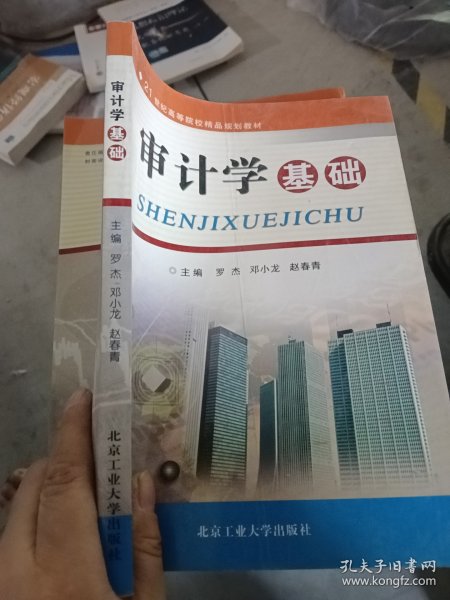 21世纪高等院校精品规划教材
审计学基础
SHENJIXUEJICHU
主编 罗杰 邓小龙 赵春青
北京工业大学出版社
审计学基础
主编 罗杰 邓小龙 赵春青
北京工业大学出版社
孔夫子旧书网
www.kongfz.com